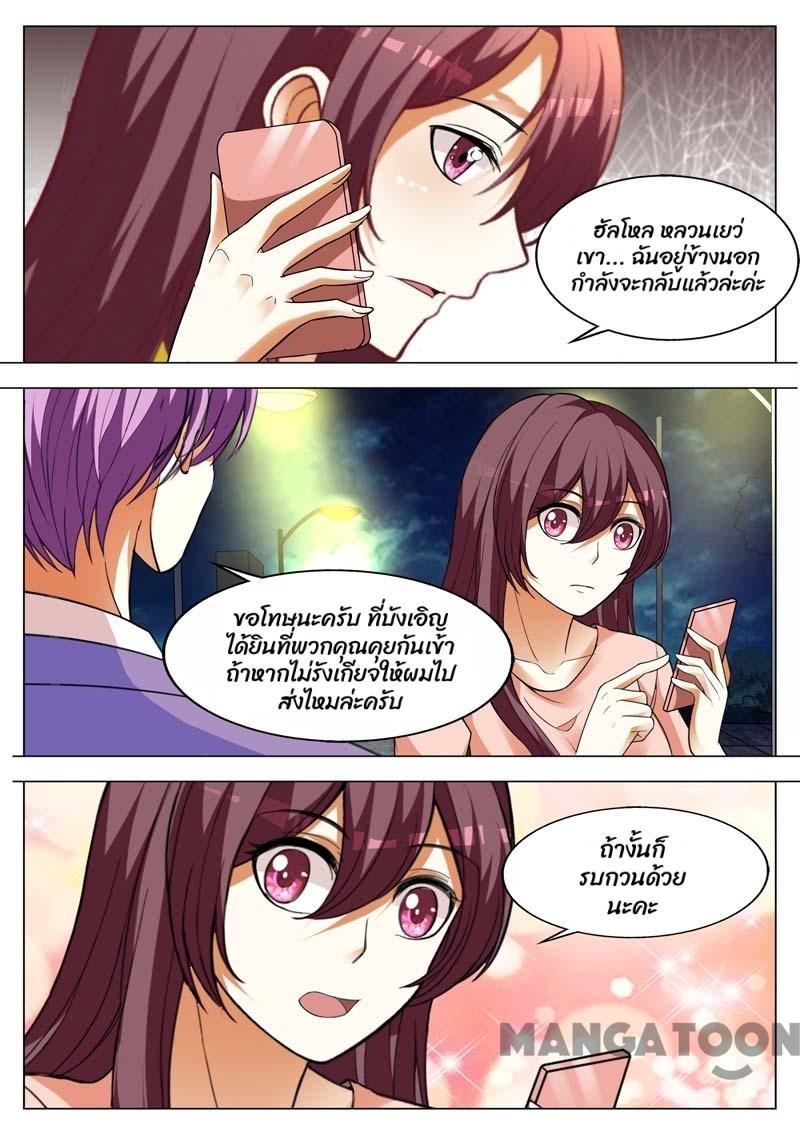 ฮัลโหล หลวนเยว่
เขา... ฉันอยู่ข้างนอก
กำลังจะกลับแล้วล่ะค่ะ
ขอโทษนะครับ ที่บังเอิญ
ได้ยินที่พวกคุณคุยกันเข้า
ถ้าหากไม่รังเกียจให้ผมไป
ส่งไหมล่ะครับ
ถ้างั้นก็
รบกวนด้วย
นะคะ
MANGATOON